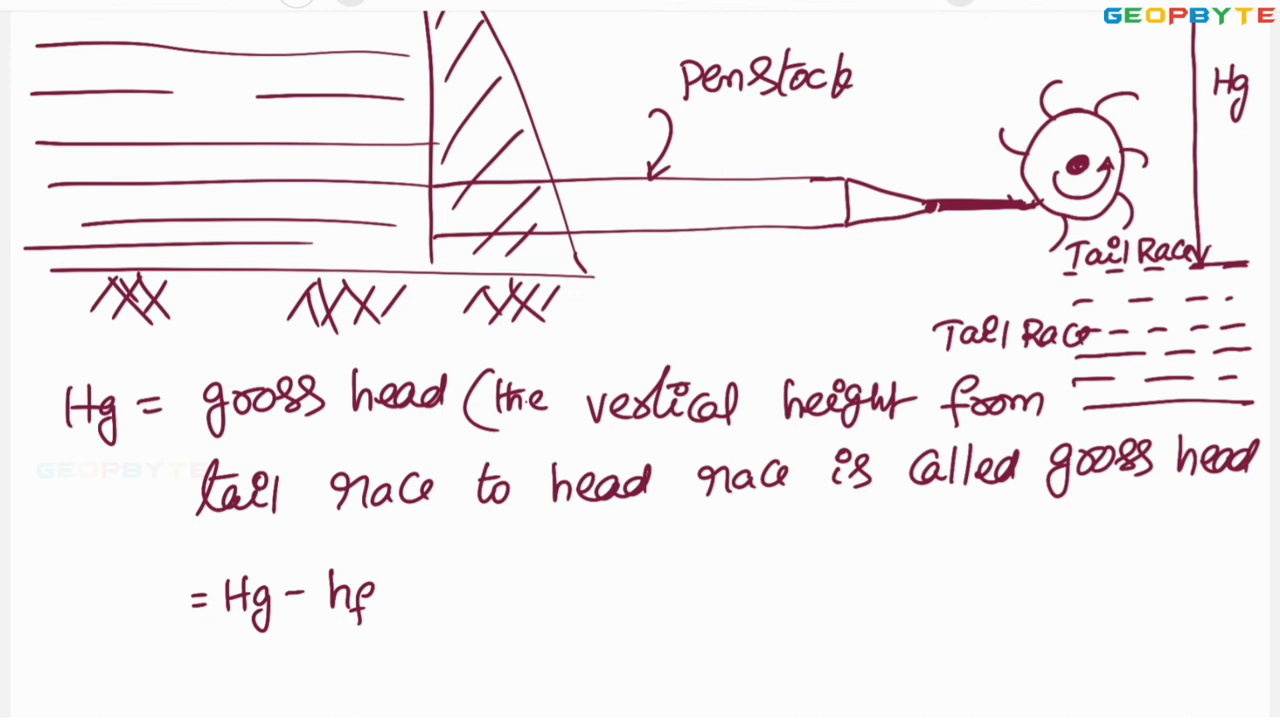 GEOPBYTE
Penstock
Hg
Tail Race
Tail Race
Hg = gross head (the vertical height from
tail race to head race is called gross head
GEOPBYTE
= Hg - hf